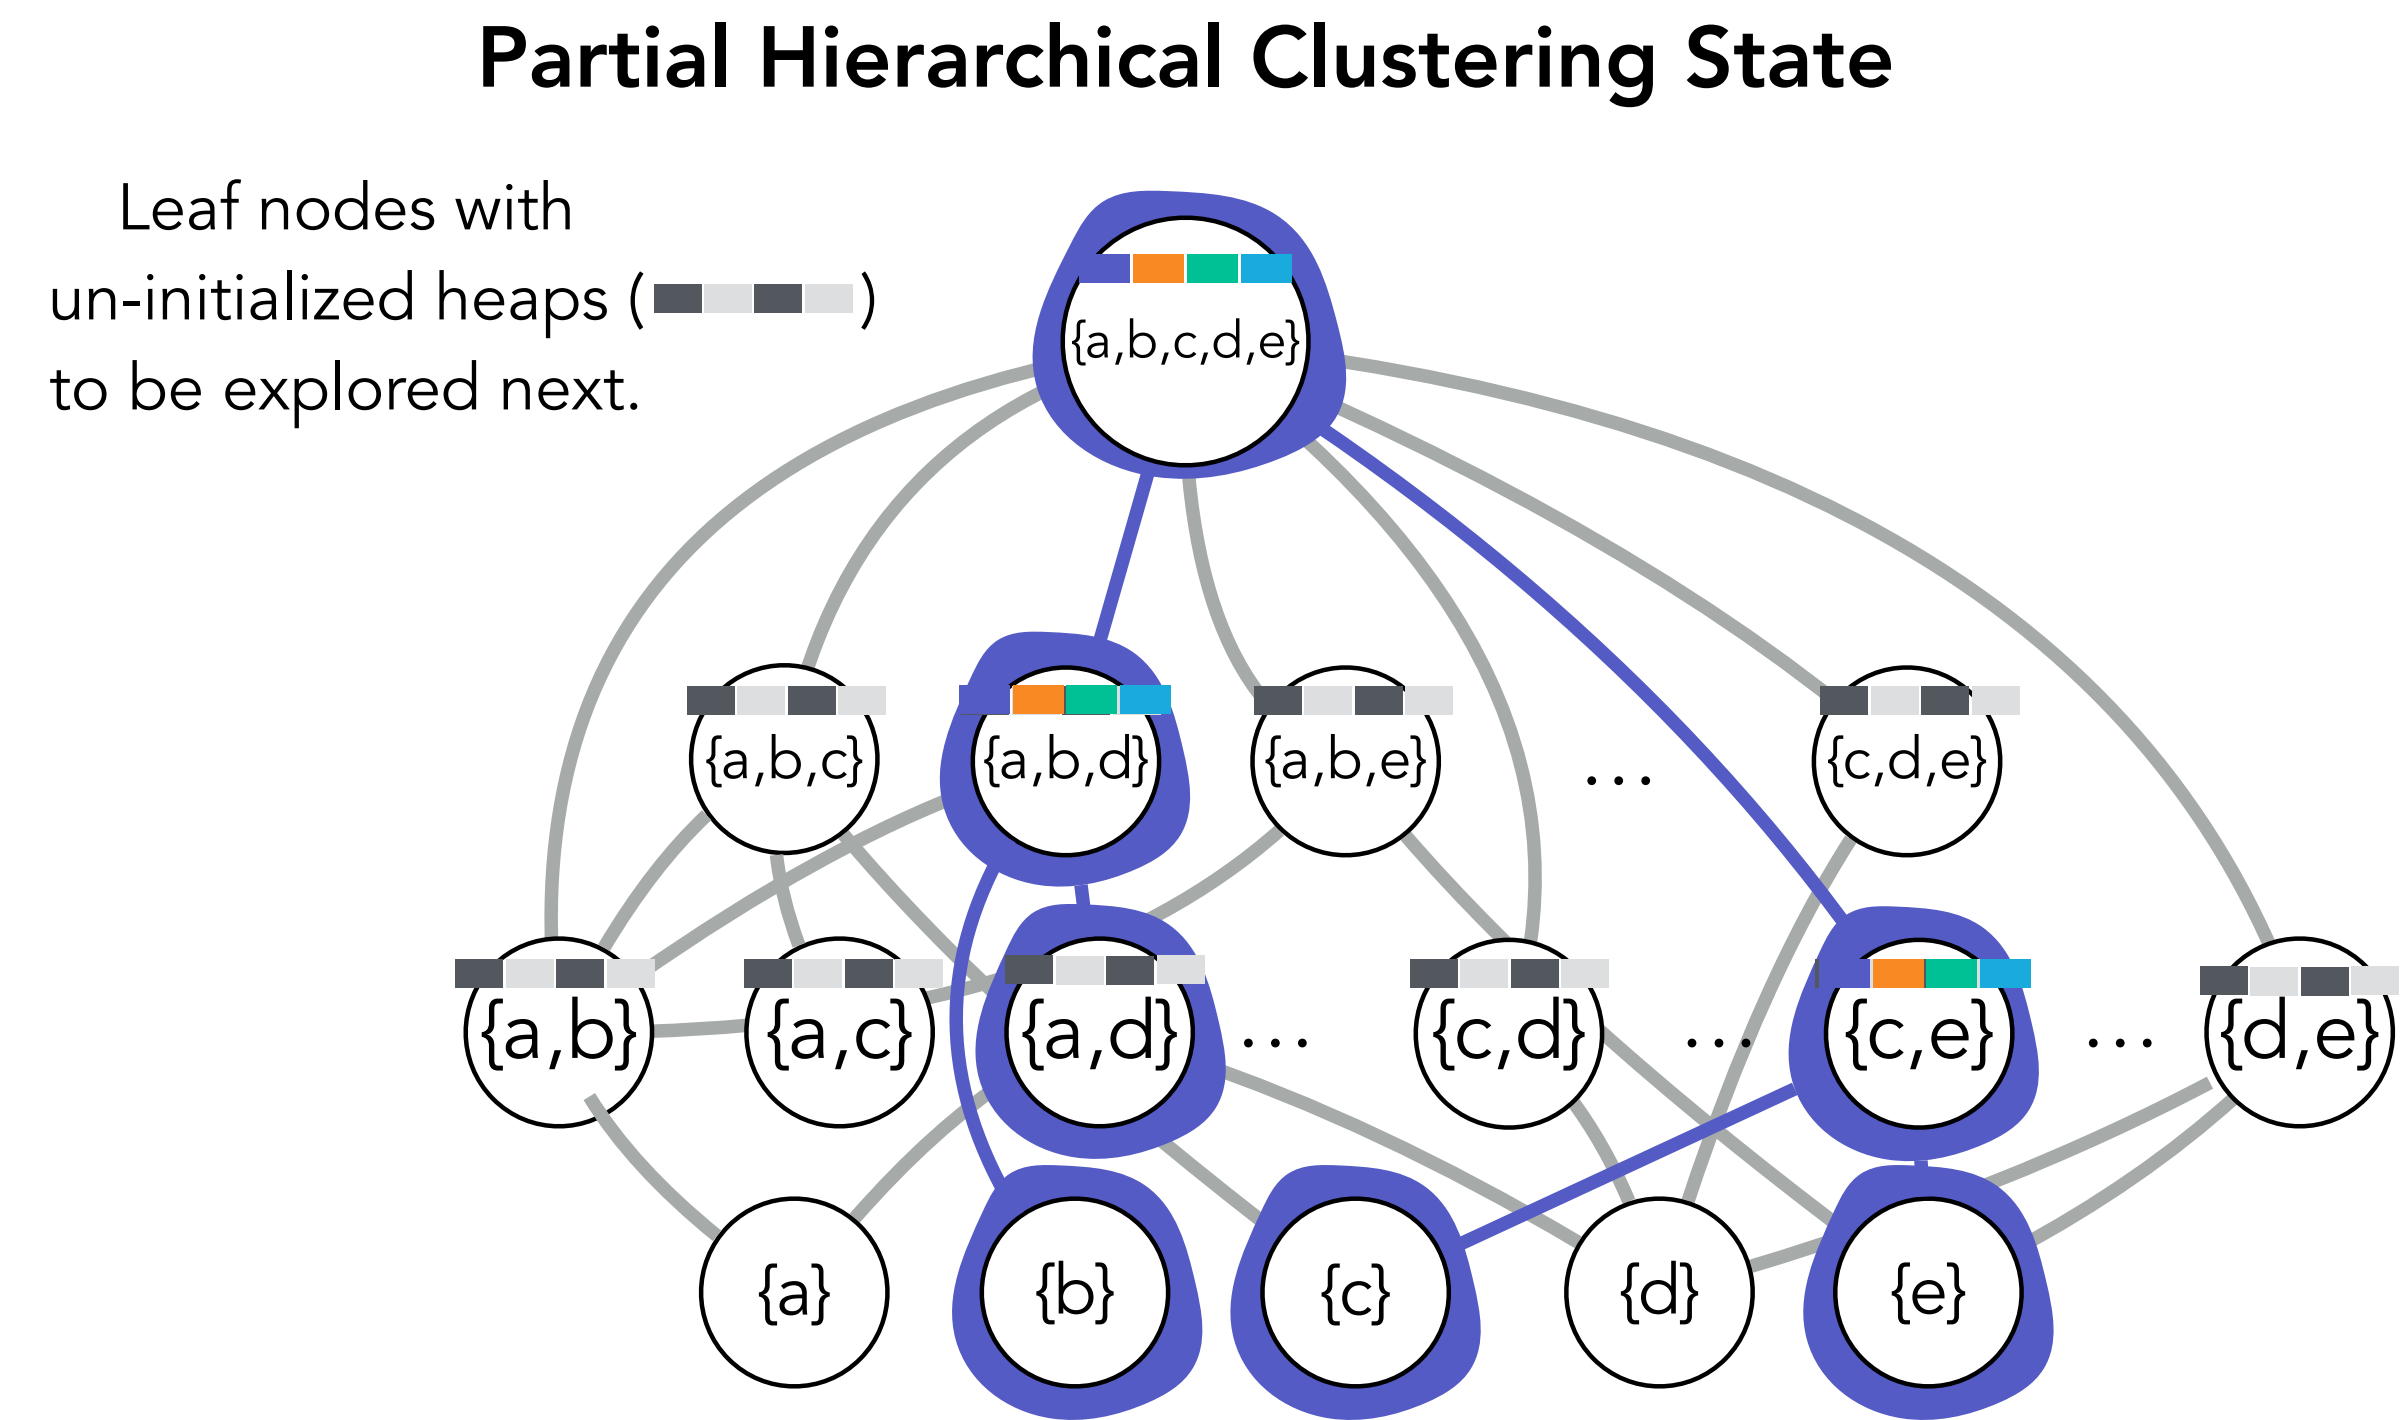 Partial Hierarchical Clustering State
Leaf nodes with
un-initialized heaps ( )
to be explored next.
{a,b,c,d,e}
{a,b,c} {a,b,d} {a,b,e} ... {c,d,e}
{a,b} {a,c} {a,d} ... {c,d} ... {c,e} ... {d,e}
{a} {b} {c} {d} {e}